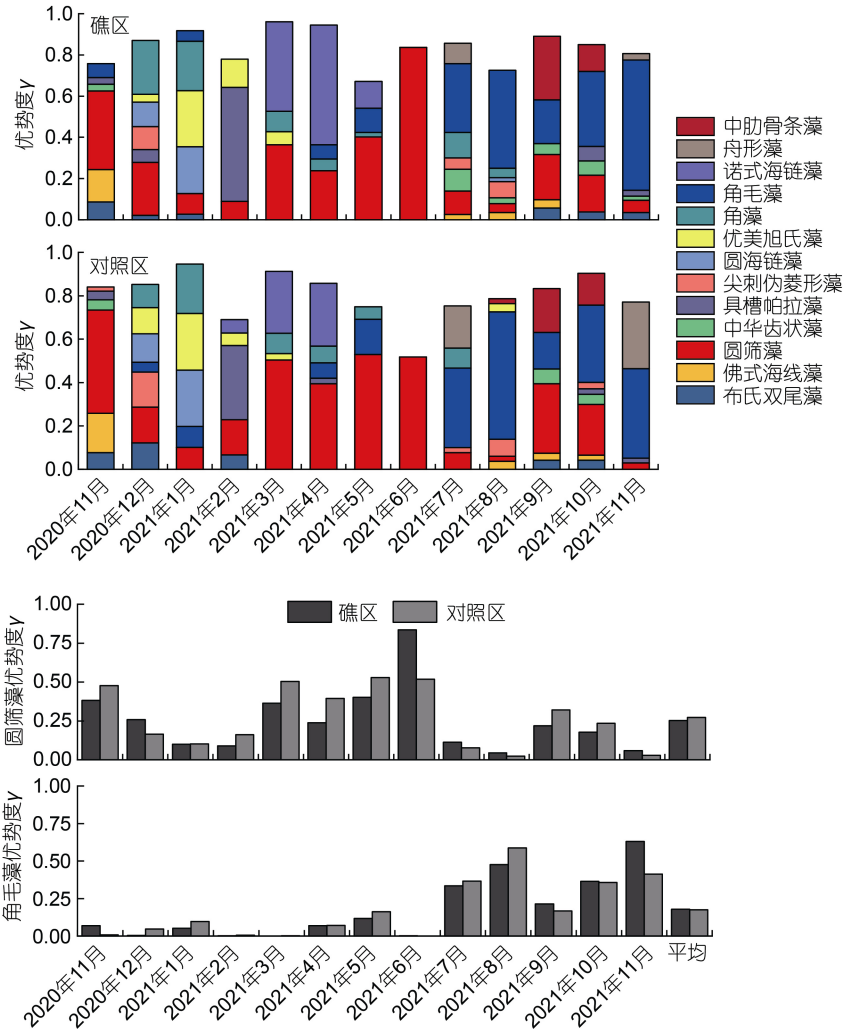 礁区
优势度γ
1.0
0.8
0.6
0.4
0.2
0.0
对照区
优势度γ
1.0
0.8
0.6
0.4
0.2
0.0
2020年11月
2020年12月
2021年1月
2021年2月
2021年3月
2021年4月
2021年5月
2021年6月
2021年7月
2021年8月
2021年9月
2021年10月
2021年11月
中肋骨条藻
舟形藻
诺式海链藻
角毛藻
角藻
优美旭氏藻
圆海链藻
尖刺伪菱形藻
具槽帕拉藻
中华齿状藻
圆筛藻
佛式海线藻
布氏双尾藻
礁区
对照区
圆筛藻优势度γ
1.00
0.75
0.50
0.25
0.00
角毛藻优势度γ
1.00
0.75
0.50
0.25
0.00
2020年11月
2020年12月
2021年1月
2021年2月
2021年3月
2021年4月
2021年5月
2021年6月
2021年7月
2021年8月
2021年9月
2021年10月
2021年11月
平均